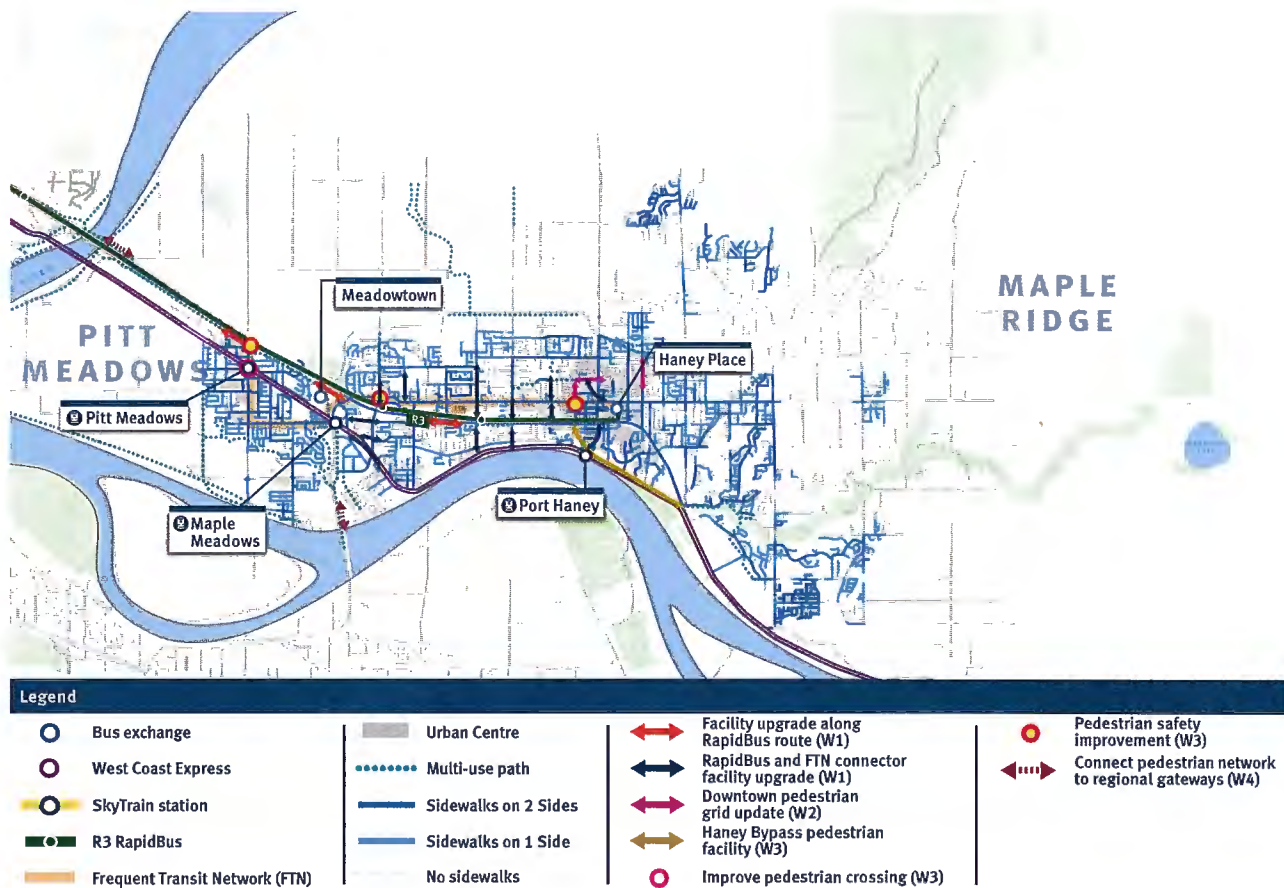 PITT
MEADOWS
MAPLE
RIDGE
Meadowtown
Haney Place
Pitt Meadows
R3
Maple
Meadows
Port Haney
Legend
Bus exchange
West Coast Express
SkyTrain station
R3 RapidBus
Frequent Transit Network (FTN)
Urban Centre
Multi-use path
Sidewalks on 2 Sides
Sidewalks on 1 Side
No sidewalks
Facility upgrade along
RapidBus route (W1)
RapidBus and FTN connector
facility upgrade (W1)
Downtown pedestrian
grid update (W2)
Haney Bypass pedestrian
facility (W3)
Improve pedestrian crossing (W3)
Pedestrian safety
improvement (W3)
Connect pedestrian network
to regional gateways (W4)